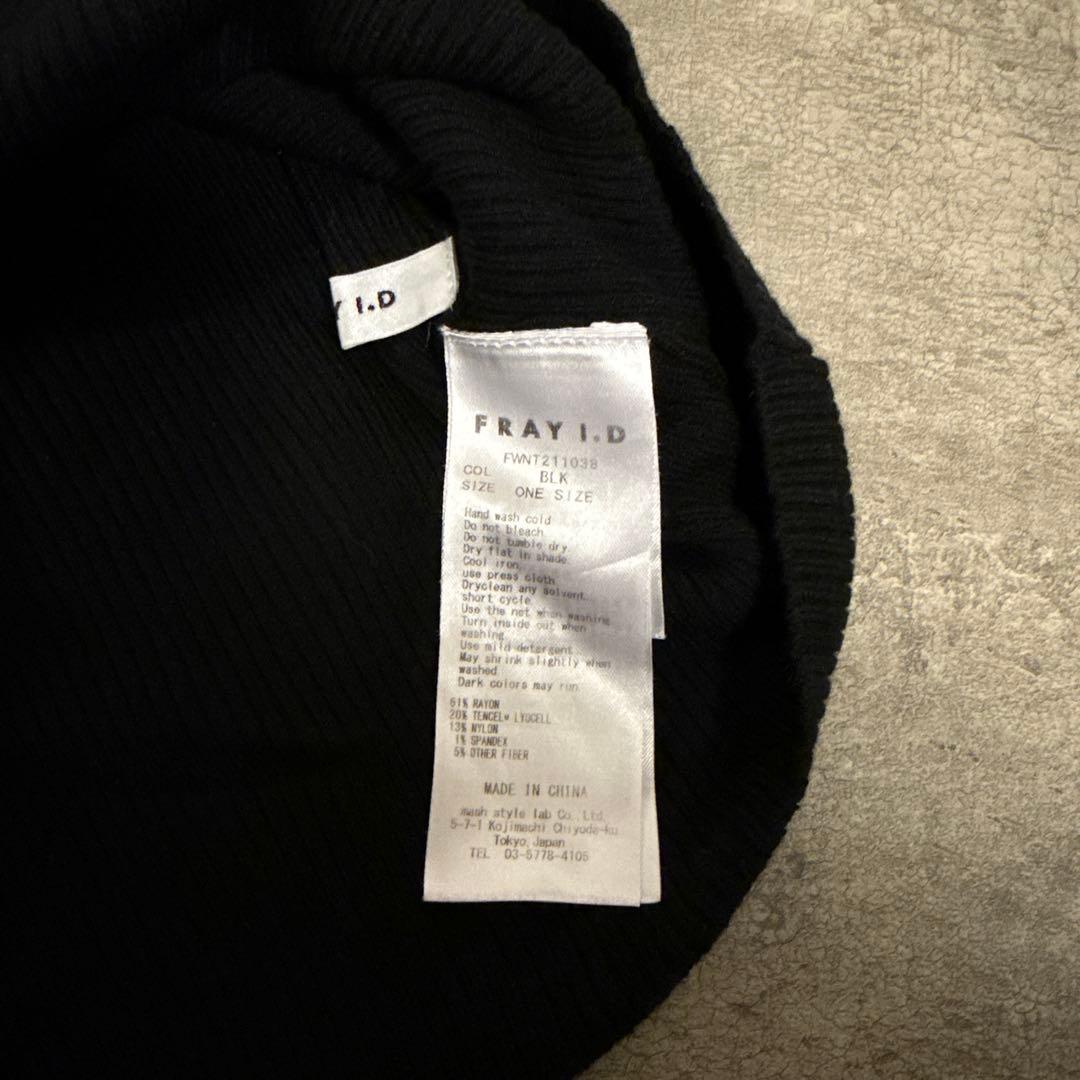 I.D
FRAY I.D
FWNT211038
COL BLK
SIZE ONE SIZE
Hand wash cold
Do not bleach
Do not tumble dry.
Dry flat in shade
Cool iron,
use press cloth
Dryclean any solvent.
short cycle
Use the net when washing
Turn inside out when
washing
Use mild detergent
May shrink slightly when
washed
Dark colors may run
61% RAYON
20% TENCEL™ LYOCELL
13% NYLON
1% SPANDEX
5% OTHER FIBER
MADE IN CHINA
mash style lab Co.,Ltd.
5-7-1 Kojimachi Chiyoda-ku
Tokyo,Japan
TEL 03-5778-4105